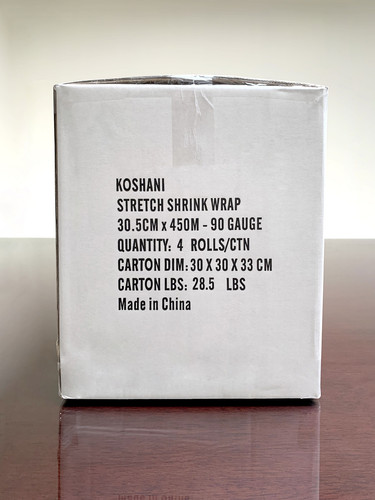 KOSHANI
STRETCH SHRINK WRAP
30.5CM x 450M - 90 GAUGE
QUANTITY: 4 ROLLS/CTN
CARTON DIM: 30 X 30 X 33 CM
CARTON LBS: 28.5 LBS
Made in China